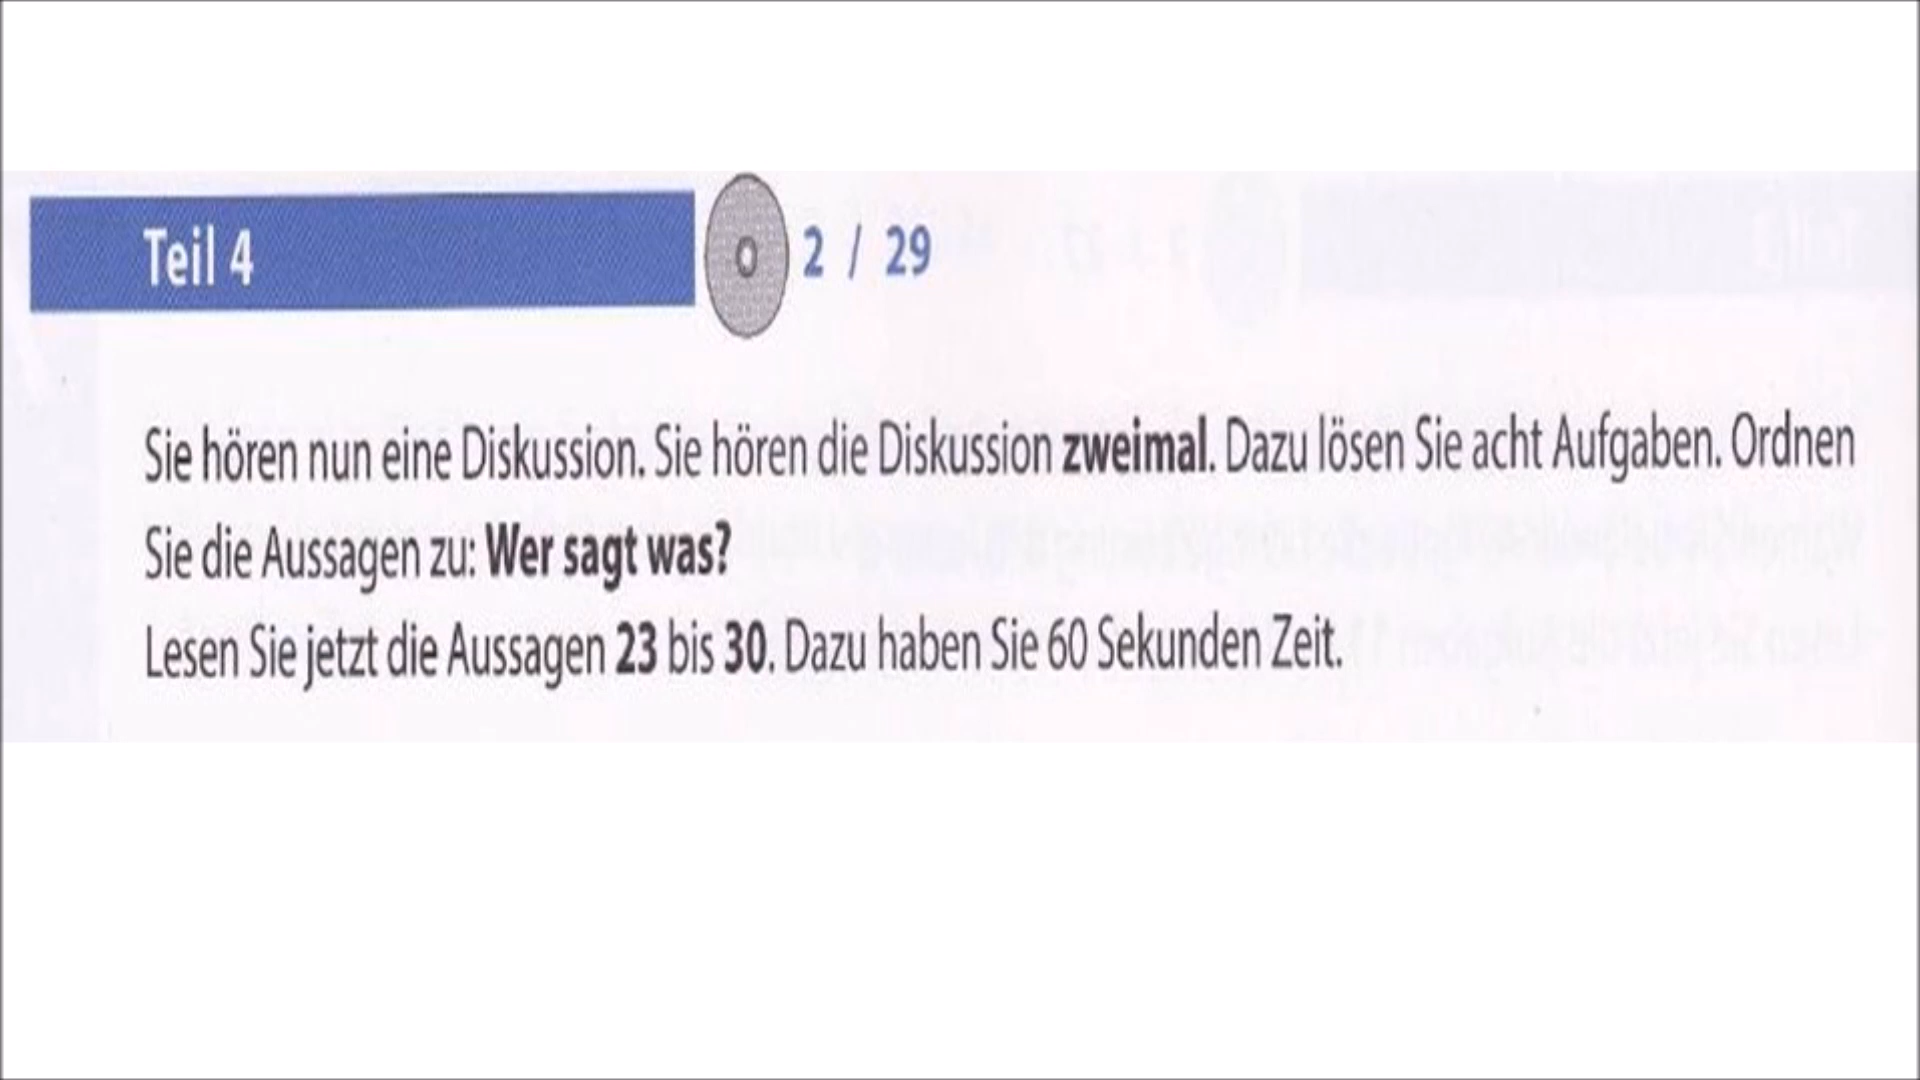 Teil 4
2 / 29
Sie hören nun eine Diskussion. Sie hören die Diskussion zweimal. Dazu lösen Sie acht Aufgaben. Ordnen
Sie die Aussagen zu: Wer sagt was?
Lesen Sie jetzt die Aussagen 23 bis 30. Dazu haben Sie 60 Sekunden Zeit.